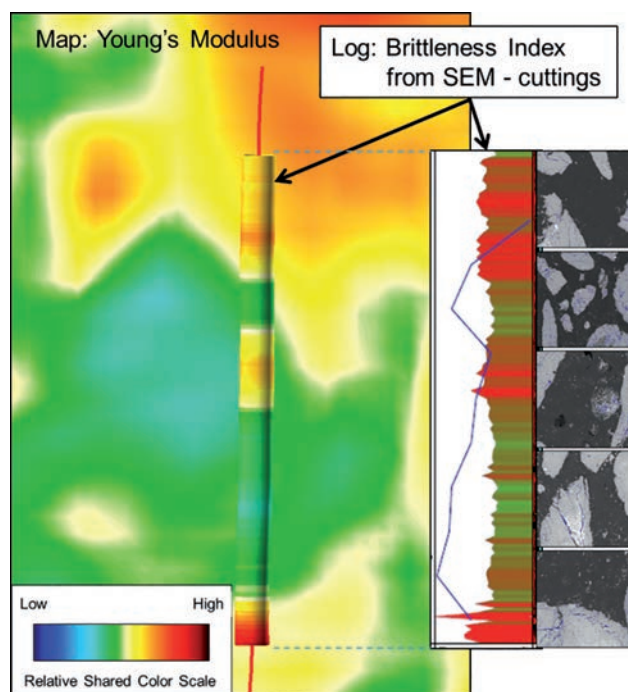 Map: Young's Modulus
Log: Brittleness Index
from SEM - cuttings
Low High
Relative Shared Color Scale